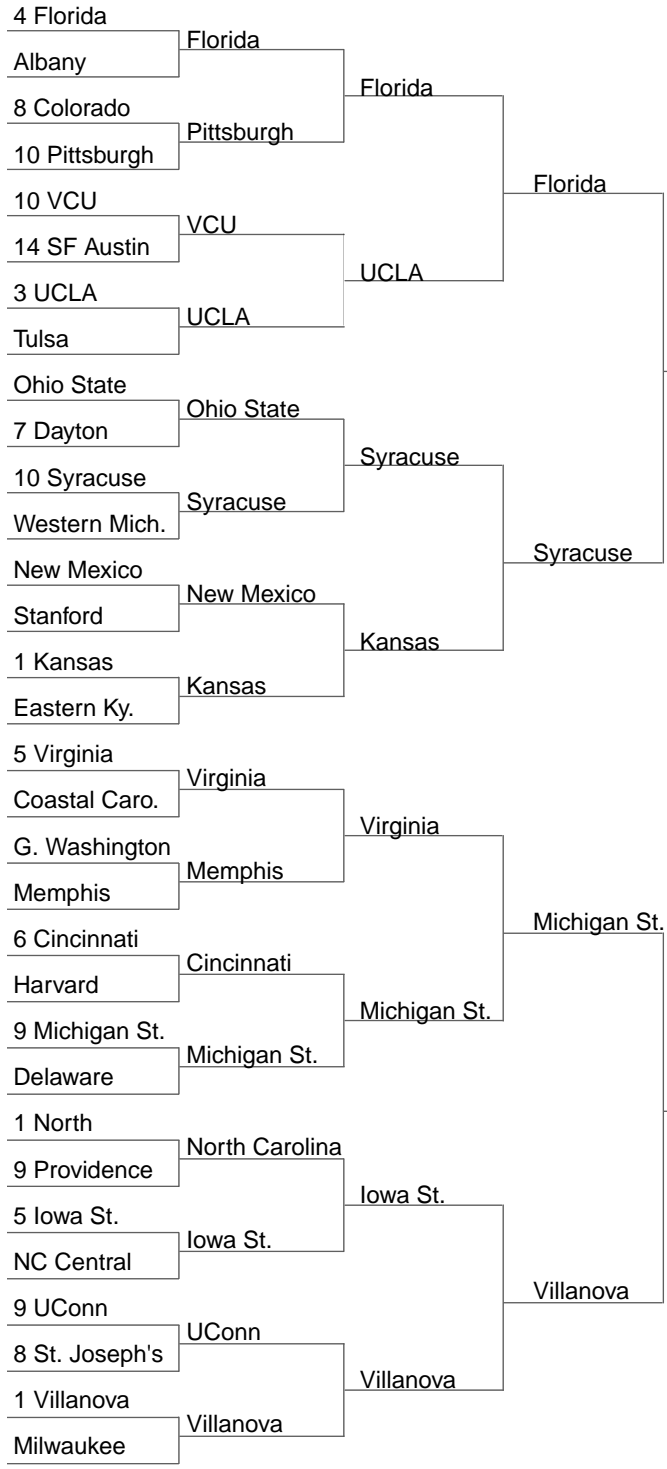 4 Florida
Albany
8 Colorado
10 Pittsburgh
10 VCU
14 SF Austin
3 UCLA
Tulsa
Ohio State
7 Dayton
10 Syracuse
Western Mich.
New Mexico
Stanford
1 Kansas
Eastern Ky.
5 Virginia
Coastal Caro.
G. Washington
Memphis
6 Cincinnati
Harvard
9 Michigan St.
Delaware
1 North
9 Providence
5 Iowa St.
NC Central
9 UConn
8 St. Joseph's
1 Villanova
Milwaukee
Florida
Pittsburgh
VCU
UCLA
Ohio State
Syracuse
New Mexico
Kansas
Virginia
Memphis
Cincinnati
Michigan St.
North Carolina
Iowa St.
UConn
Villanova
Florida
UCLA
Syracuse
Kansas
Virginia
Michigan St.
Iowa St.
Villanova
Florida
Syracuse
Michigan St.
Villanova